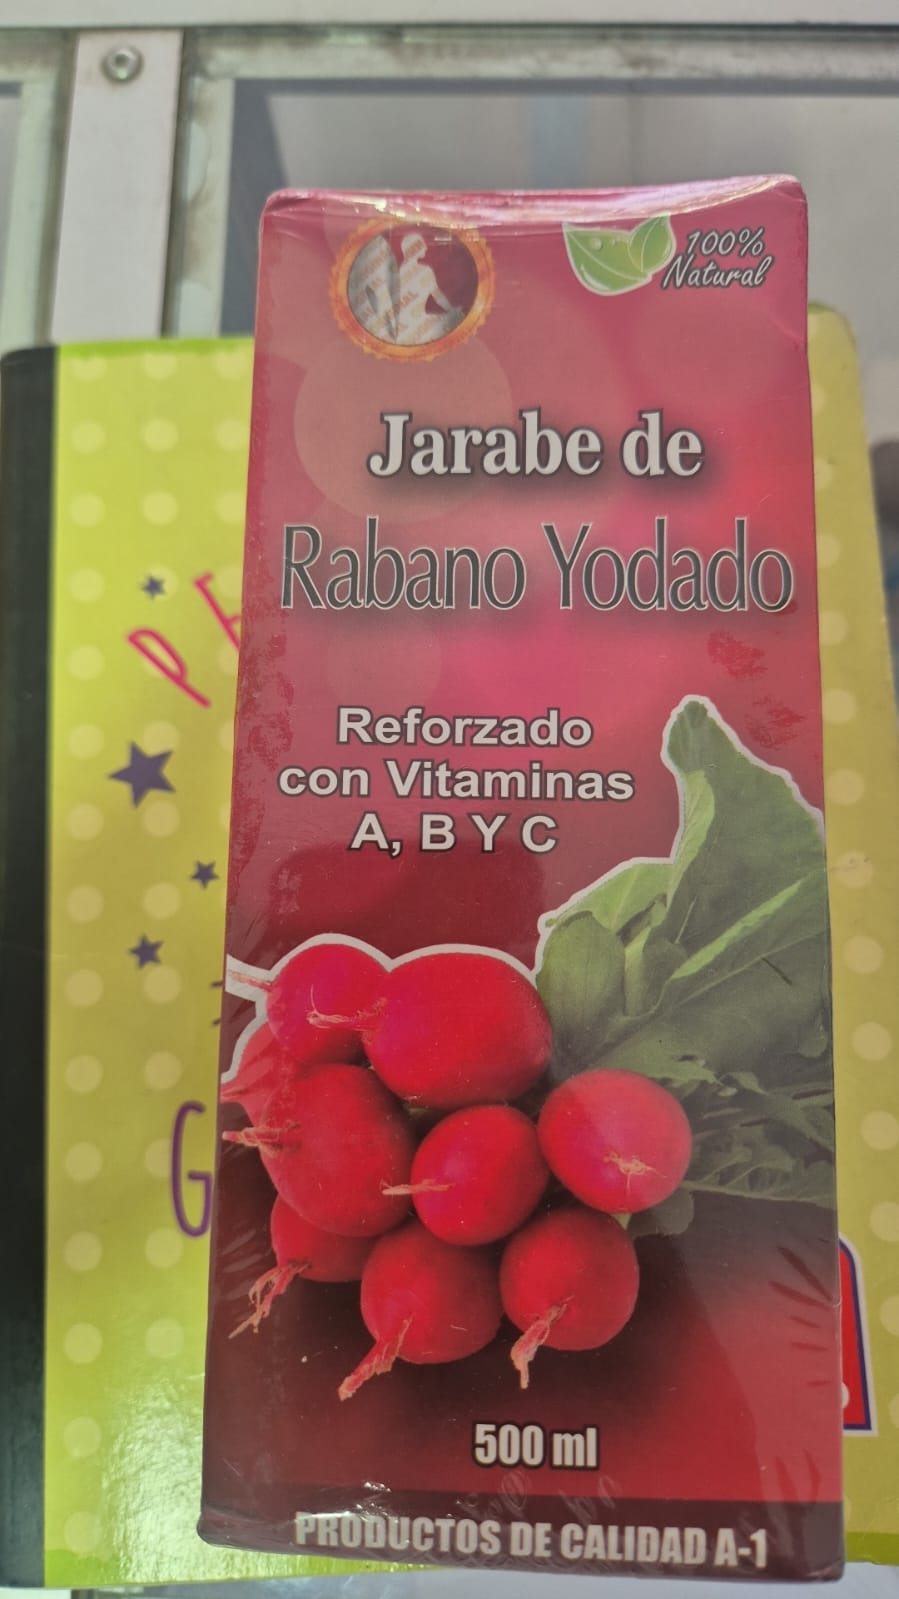 100%
Natural
Jarabe de
Rabano Yodado
Reforzado
con Vitaminas
A, B Y C
500 ml
PRODUCTOS DE CALIDAD A-1